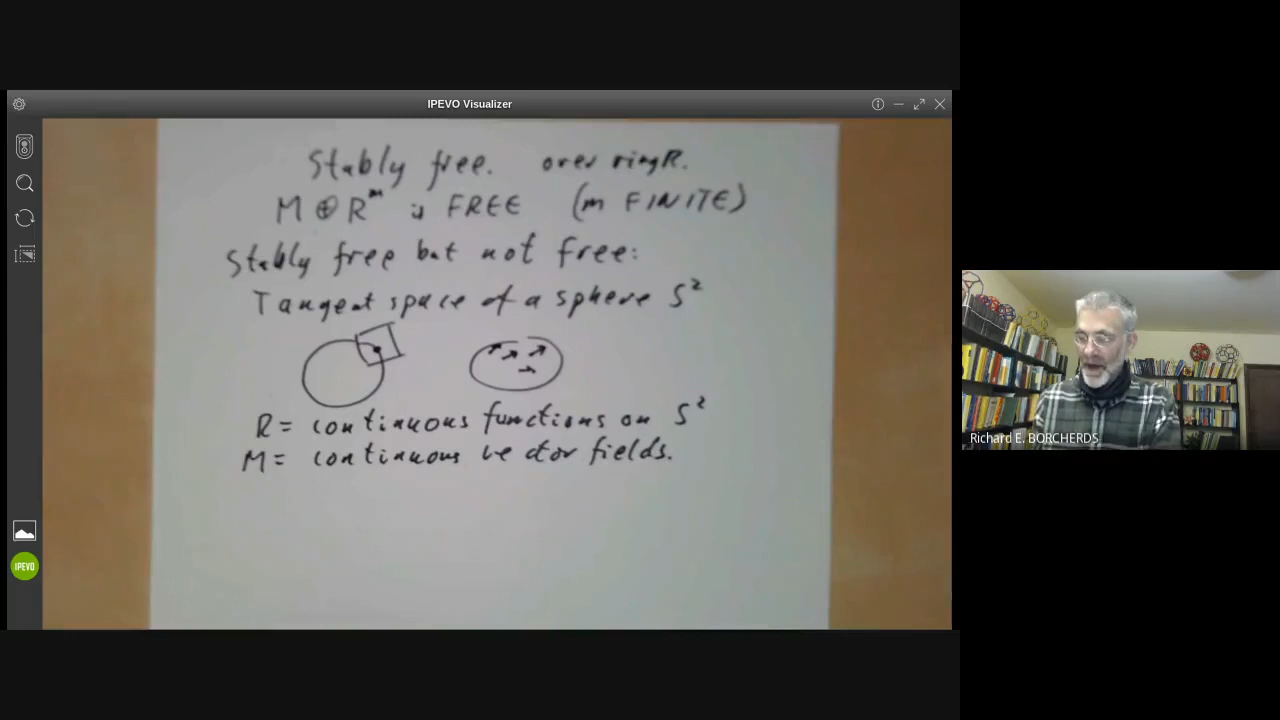 IPEVO Visualizer
Stably free. over ring R.
M ⊕ R^m is FREE (m FINITE)
Stably free but not free:
Tangent space of a sphere S²
R = continuous functions on S²
M = continuous vector fields.
Richard E. BORCHERDS
IPEVO